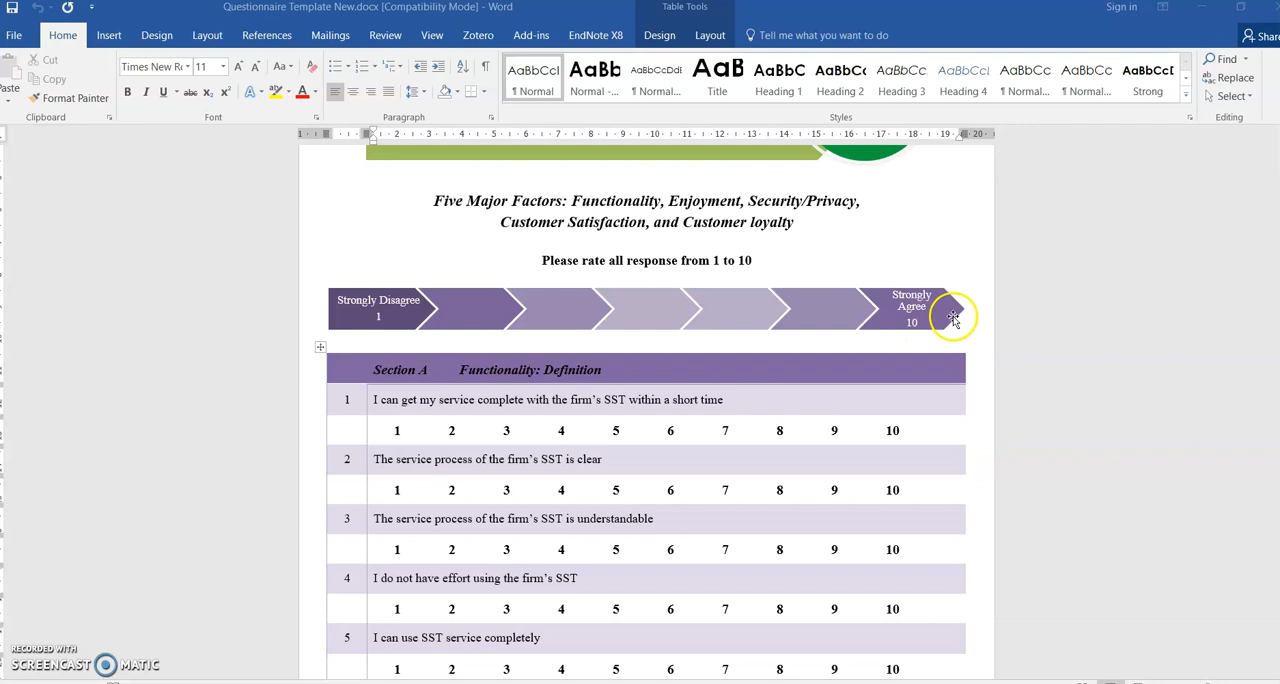 Questionnaire Template New.docx [Compatibility Mode] - Word
Table Tools
Sign in
File Home Insert Design Layout References Mailings Review View Zotero Add-ins EndNote X8 Design Layout Tell me what you want to do Share
Cut
Copy
Format Painter
Clipboard
Times New Ro 11
Font
Paragraph
AaBbCcI AaBb AaBbCcDdE AaB AaBbC AaBbCc AaBbCc AaBbCcI AaBbCc AaBbCc AaBbCcI
¶ Normal Normal -... ¶ Normal... Title Heading 1 Heading 2 Heading 3 Heading 4 ¶ Normal... ¶ Normal... Strong
Styles
Find
Replace
Select
Editing
Five Major Factors: Functionality, Enjoyment, Security/Privacy,
Customer Satisfaction, and Customer loyalty
Please rate all response from 1 to 10
Strongly Disagree
1
Strongly
Agree
10
Section A Functionality: Definition
1 I can get my service complete with the firm's SST within a short time
1 2 3 4 5 6 7 8 9 10
2 The service process of the firm's SST is clear
1 2 3 4 5 6 7 8 9 10
3 The service process of the firm's SST is understandable
1 2 3 4 5 6 7 8 9 10
4 I do not have effort using the firm's SST
1 2 3 4 5 6 7 8 9 10
5 I can use SST service completely
1 2 3 4 5 6 7 8 9 10
RECORDED WITH
SCREENCAST MATIC